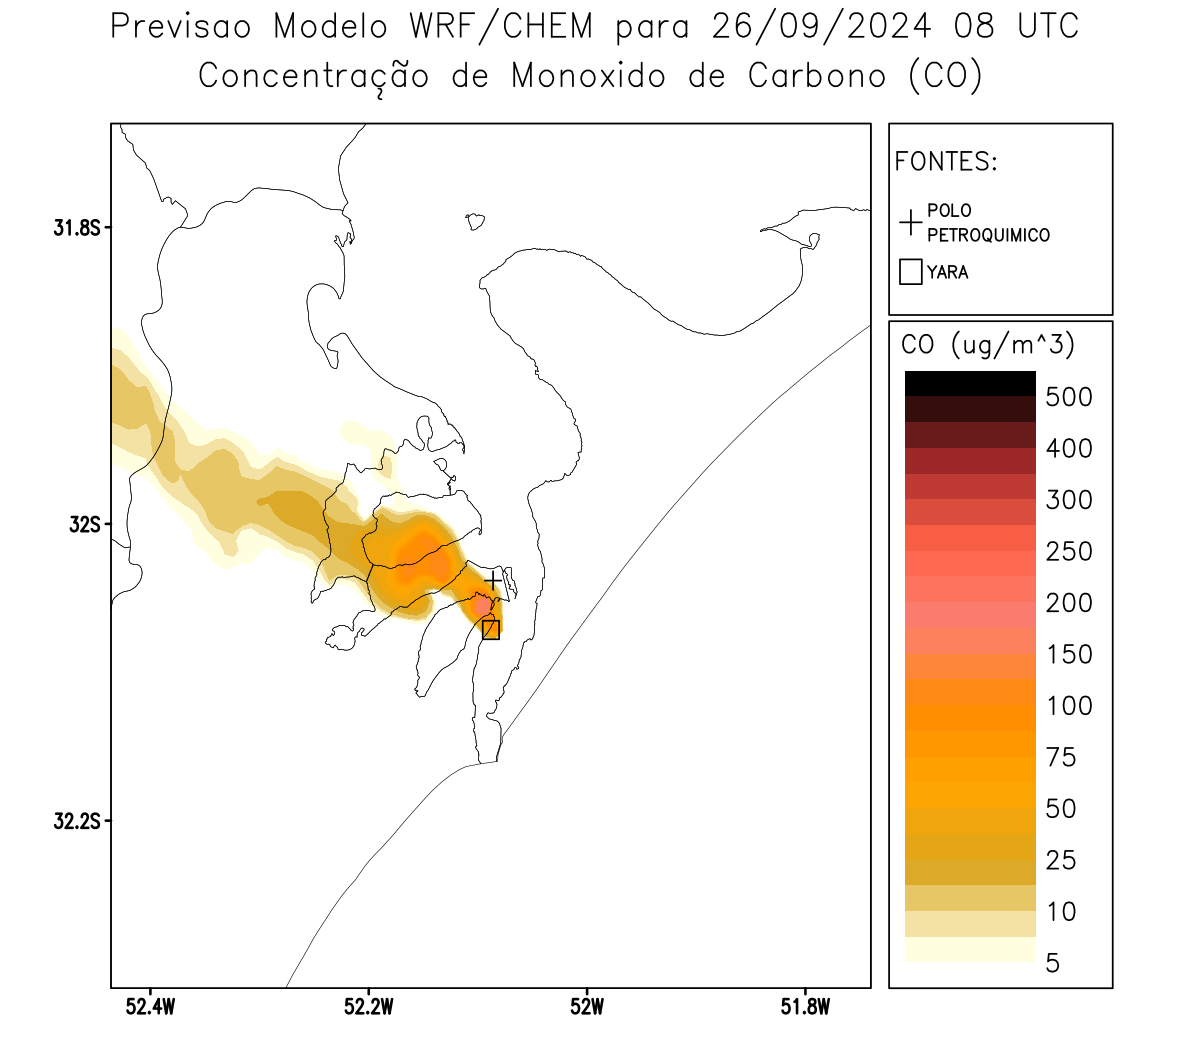 Previsao Modelo WRF/CHEM para 26/09/2024 08 UTC
Concentração de Monoxido de Carbono (CO)
FONTES:
POLO
PETROQUIMICO
YARA
CO (ug/m^3)
500
400
300
250
200
150
100
75
50
25
10
5
31.8S
32S
32.2S
52.4W
52.2W
52W
51.8W